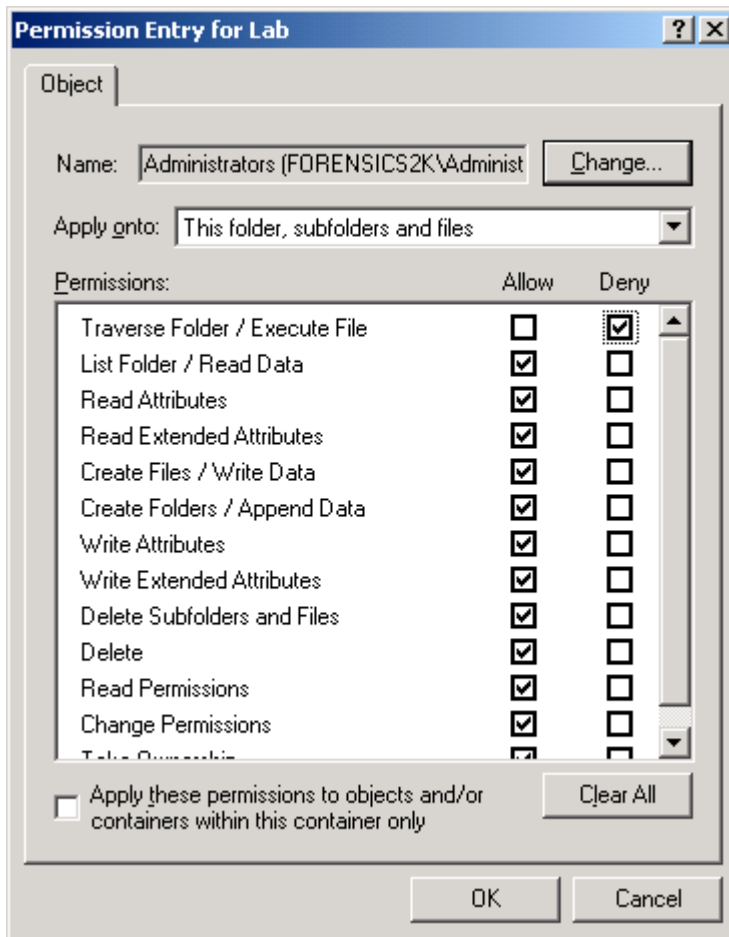 Permission Entry for Lab
Object
Name: Administrators (FORENSICS2K\Administ Change...
Apply onto: This folder, subfolders and files
Permissions: Allow Deny
Traverse Folder / Execute File
List Folder / Read Data
Read Attributes
Read Extended Attributes
Create Files / Write Data
Create Folders / Append Data
Write Attributes
Write Extended Attributes
Delete Subfolders and Files
Delete
Read Permissions
Change Permissions
Take Ownership
Apply these permissions to objects and/or
containers within this container only
Clear All
OK Cancel